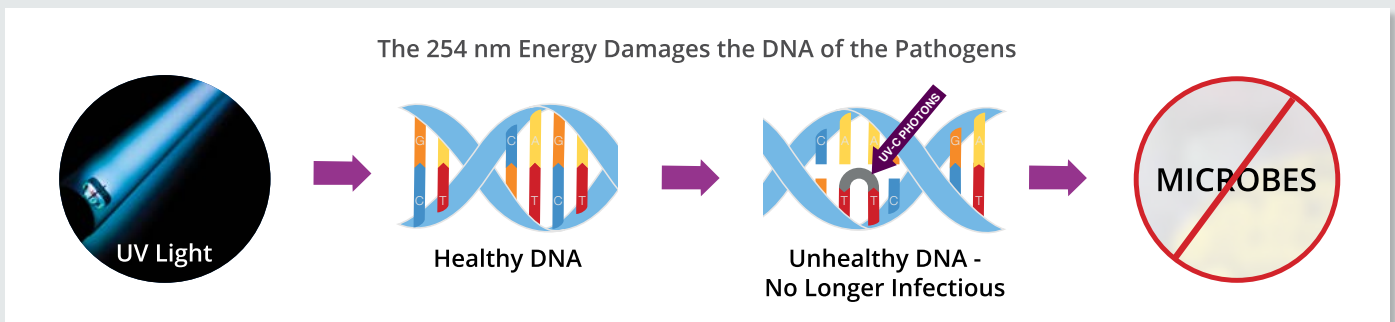 The 254 nm Energy Damages the DNA of the Pathogens
UV Light
G A C A G A
C T T C T
Healthy DNA
C A A G A
UV-C PHOTONS
T T C T
Unhealthy DNA -
No Longer Infectious
MICROBES